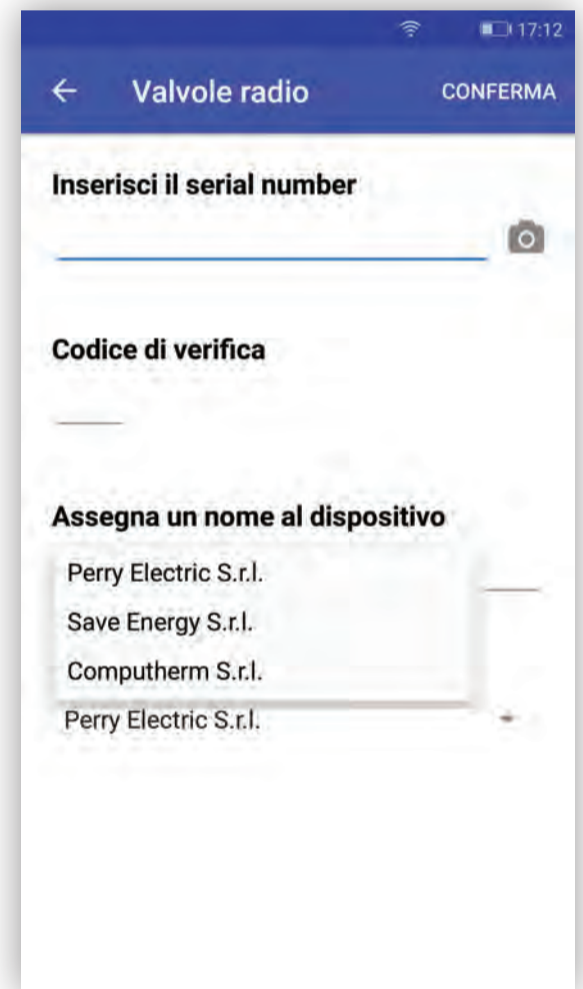 17:12
Valvole radio CONFERMA
Inserisci il serial number
Codice di verifica
Assegna un nome al dispositivo
Perry Electric S.r.l.
Save Energy S.r.l.
Computherm S.r.l.
Perry Electric S.r.l.